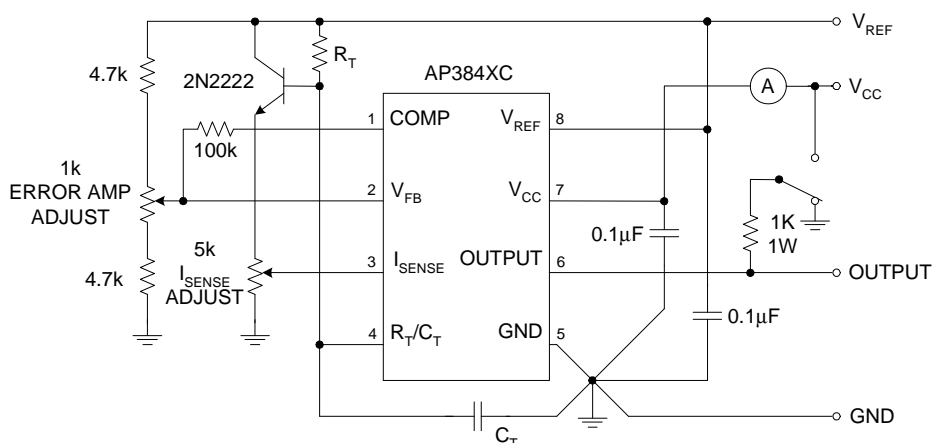 V_REF
R_T
4.7k
2N2222
AP384XC
A
V_CC
1 COMP
V_REF 8
100k
1k
ERROR AMP
ADJUST
2 V_FB
V_CC 7
0.1μF
1K
1W
5k
I_SENSE
ADJUST
3 I_SENSE
OUTPUT 6
OUTPUT
4.7k
4 R_T/C_T
GND 5
0.1μF
C_T
GND